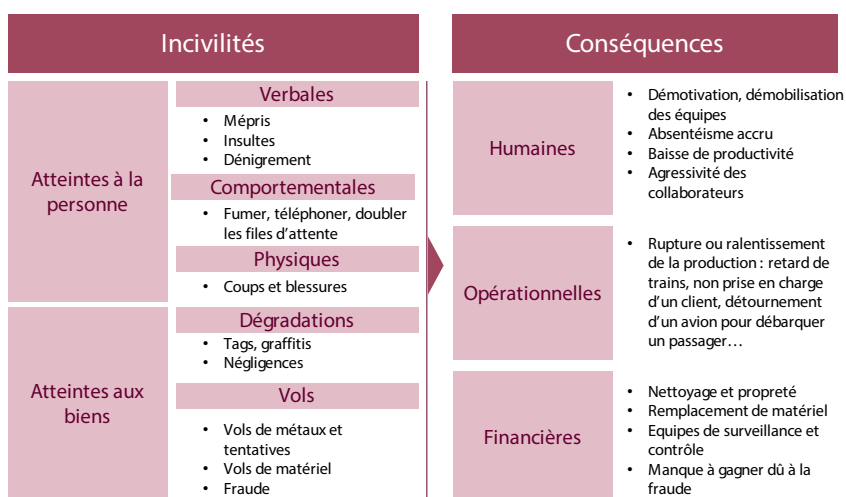 Incivilités
Atteintes à la
personne
Verbales
• Mépris
• Insultes
• Dénigrement
Comportementales
• Fumer, téléphoner, doubler
les files d'attente
Physiques
• Coups et blessures
Atteintes aux
biens
Dégradations
• Tags, graffitis
• Négligences
Vols
• Vols de métaux et
tentatives
• Vols de matériel
• Fraude
Conséquences
Humaines
• Démotivation, démobilisation
des équipes
• Absentéisme accru
• Baisse de productivité
• Agressivité des
collaborateurs
Opérationnelles
• Rupture ou ralentissement
de la production : retard de
trains, non prise en charge
d'un client, détournement
d'un avion pour débarquer
un passager…
Financières
• Nettoyage et propreté
• Remplacement de matériel
• Equipes de surveillance et
contrôle
• Manque à gagner dû à la
fraude